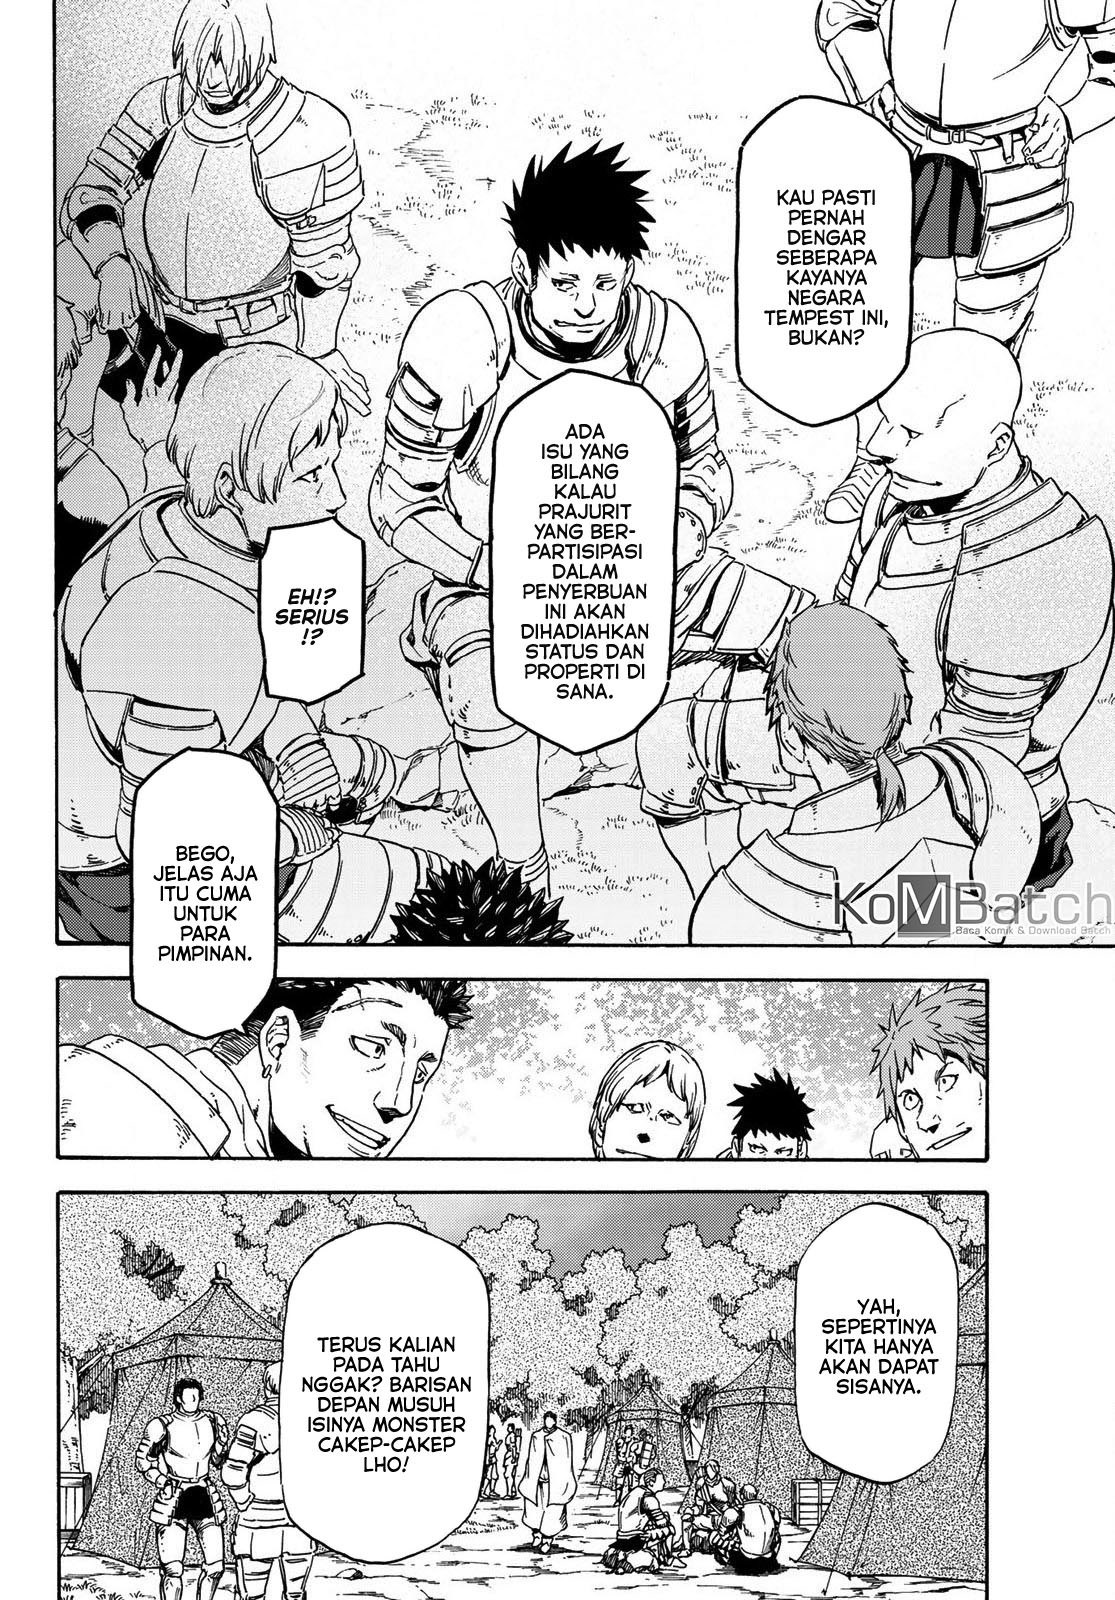 KAU PASTI
PERNAH
DENGAR
SEBERAPA
KAYANYA
NEGARA
TEMPEST INI,
BUKAN?
ADA
ISU YANG
BILANG
KALAU
PRAJURIT
YANG BER-
PARTISIPASI
DALAM
PENYERBUAN
INI AKAN
DIHADIAHKAN
STATUS DAN
PROPERTI DI
SANA.
EH!?
SERIUS
!?
BEGO,
JELAS AJA
ITU CUMA
UNTUK
PARA
PIMPINAN.
KoMBatch
Baca Komik & Download Batch
YAH,
SEPERTINYA
KITA HANYA
AKAN DAPAT
SISANYA.
TERUS KALIAN
PADA TAHU
NGGAK? BARISAN
DEPAN MUSUH
ISINYA MONSTER
CAKEP-CAKEP
LHO!